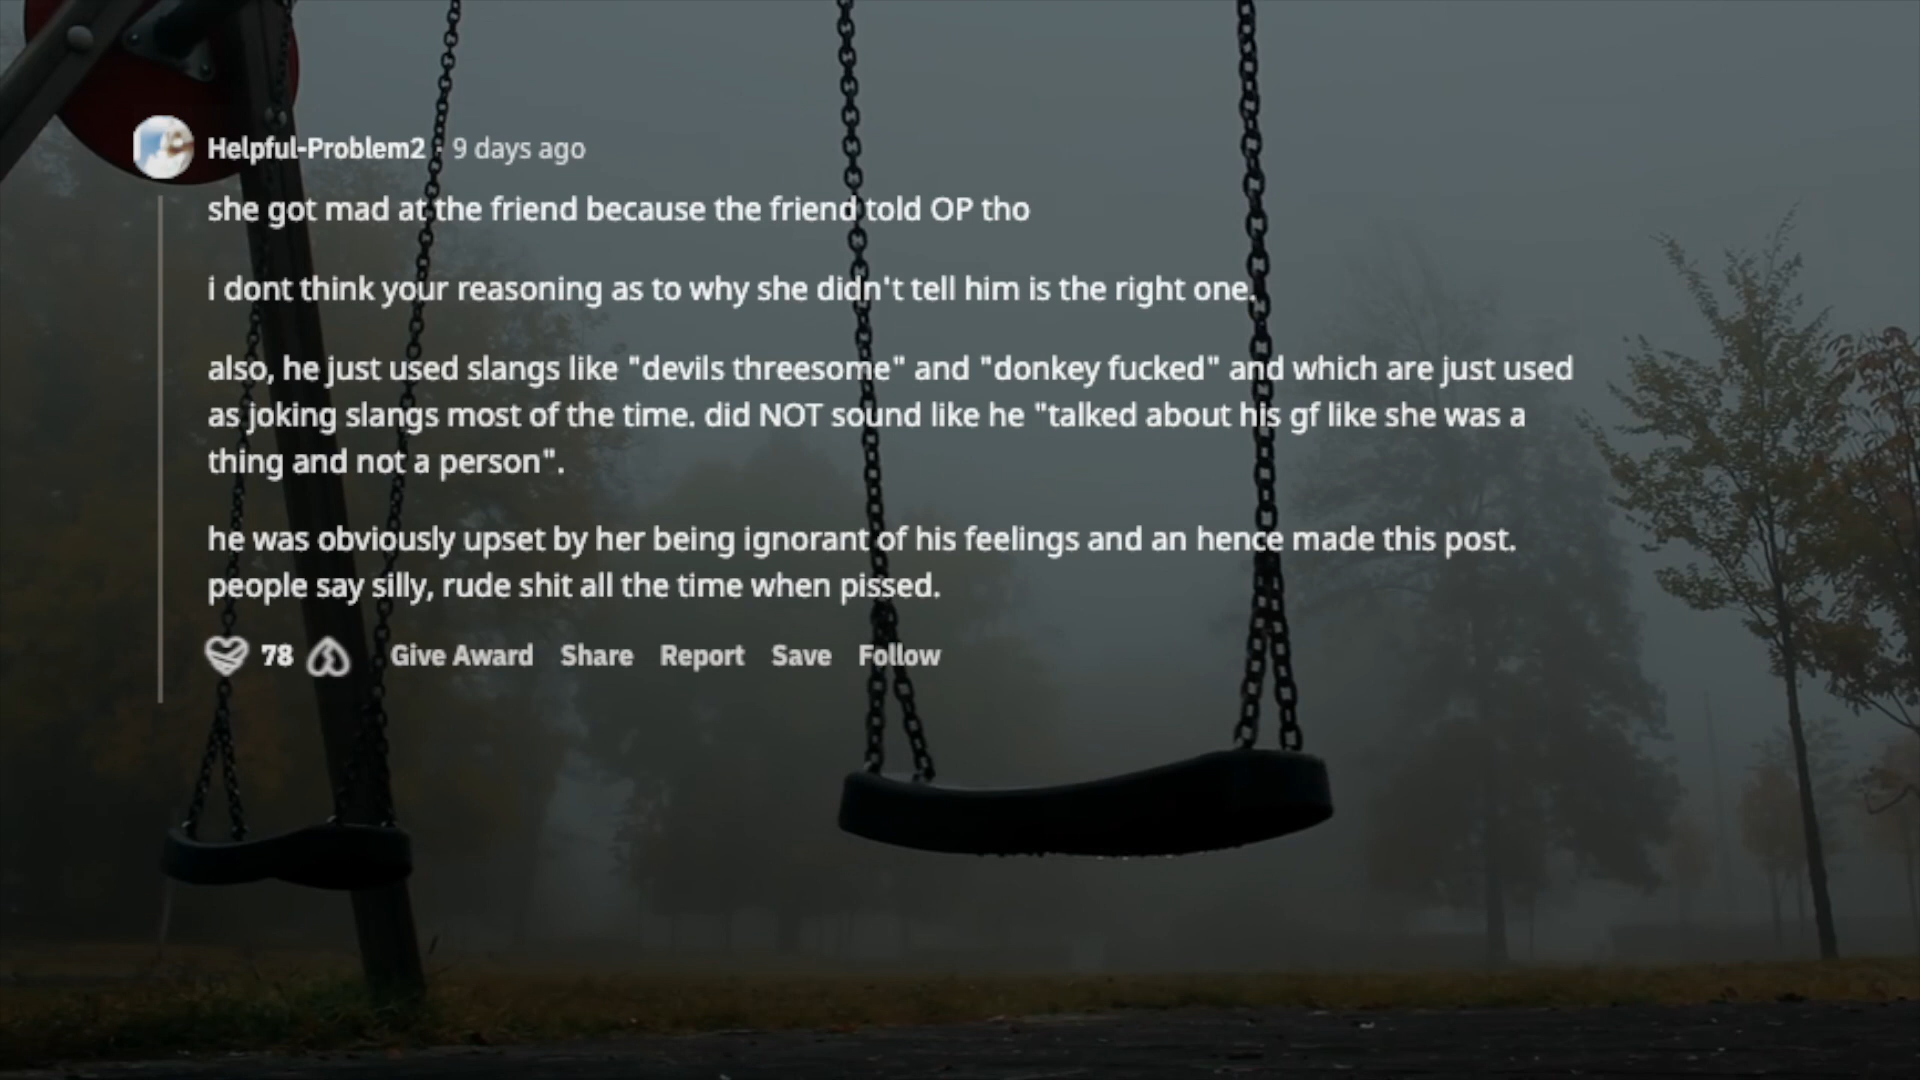 Helpful-Problem2 · 9 days ago
she got mad at the friend because the friend told OP tho
i dont think your reasoning as to why she didn't tell him is the right one.
also, he just used slangs like "devils threesome" and "donkey fucked" and which are just used
as joking slangs most of the time. did NOT sound like he "talked about his gf like she was a
thing and not a person".
he was obviously upset by her being ignorant of his feelings and an hence made this post.
people say silly, rude shit all the time when pissed.
78 Give Award Share Report Save Follow